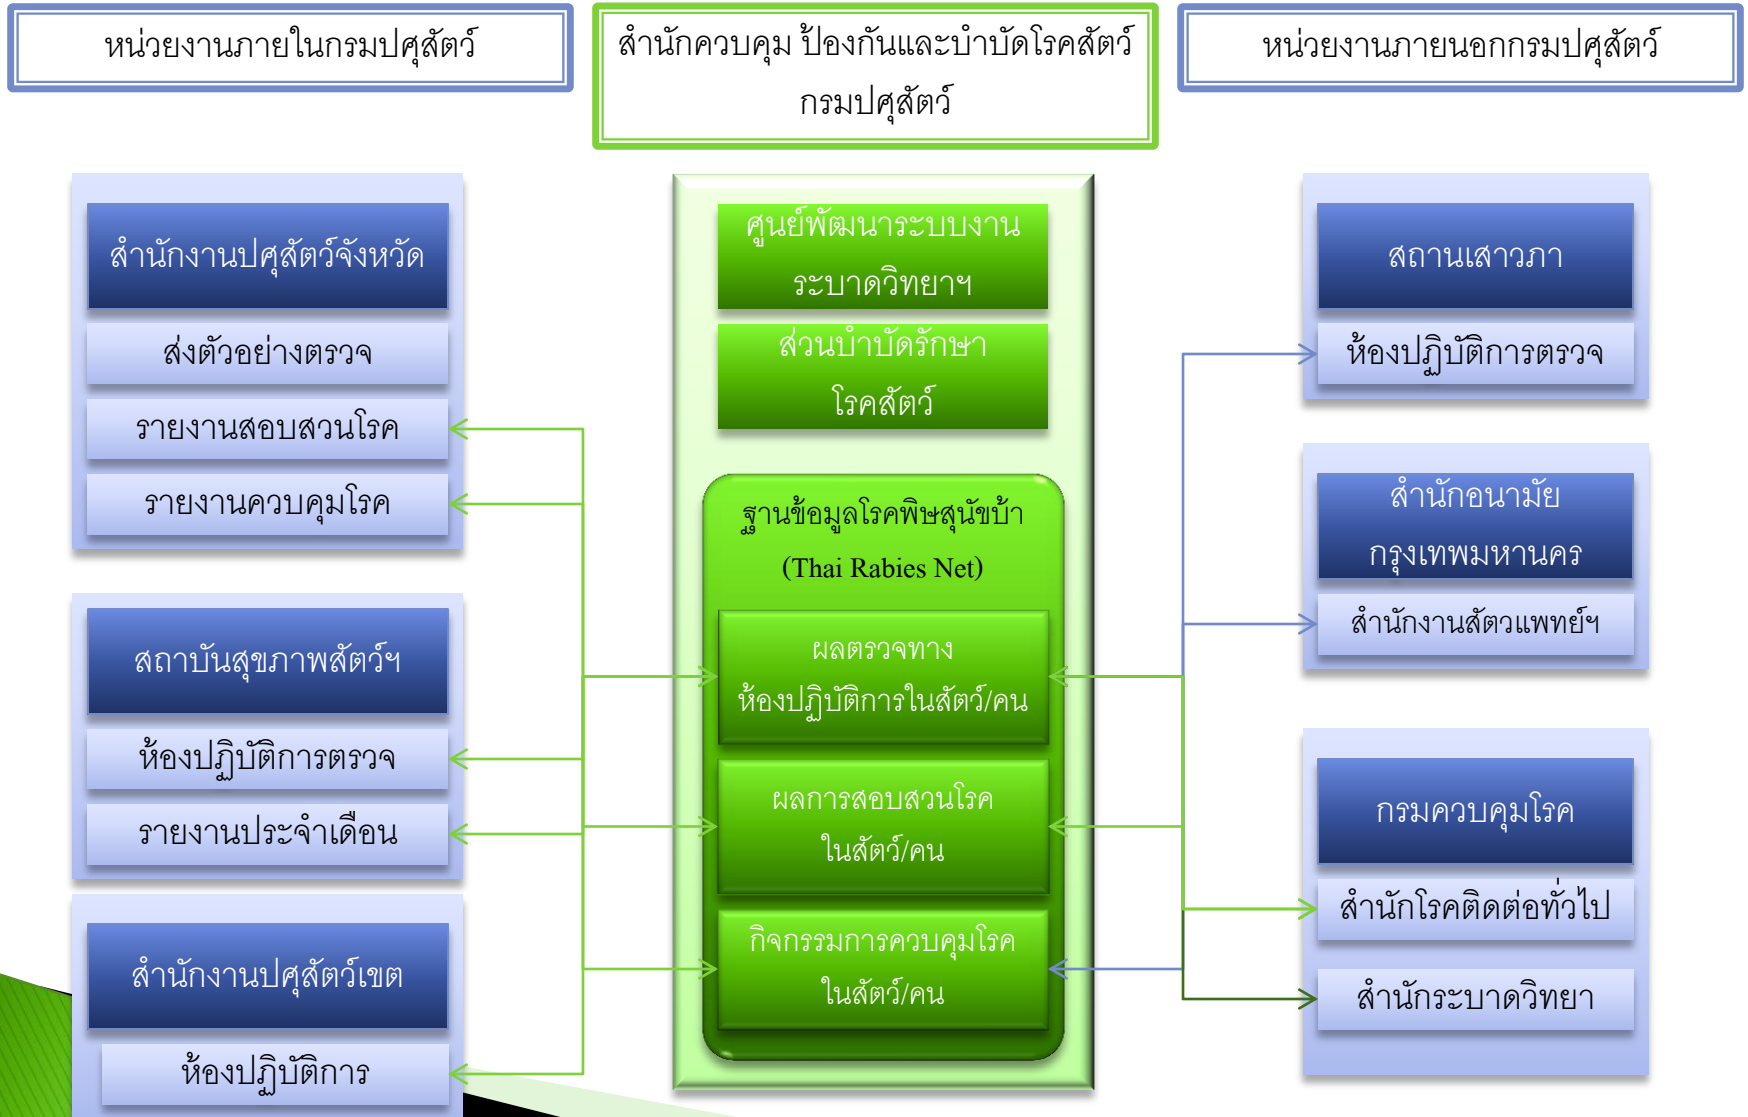 หน่วยงานภายในกรมปศุสัตว์
สำนักควบคุม ป้องกันและบำบัดโรคสัตว์
กรมปศุสัตว์
หน่วยงานภายนอกกรมปศุสัตว์
สำนักงานปศุสัตว์จังหวัด
ส่งตัวอย่างตรวจ
รายงานสอบสวนโรค
รายงานควบคุมโรค
สถาบันสุขภาพสัตว์ฯ
ห้องปฏิบัติการตรวจ
รายงานประจำเดือน
สำนักงานปศุสัตว์เขต
ห้องปฏิบัติการ
ศูนย์พัฒนาระบบงาน
ระบาดวิทยาฯ
ส่วนบำบัดรักษา
โรคสัตว์
ฐานข้อมูลโรคพิษสุนัขบ้า
(Thai Rabies Net)
ผลตรวจทาง
ห้องปฏิบัติการในสัตว์/คน
ผลการสอบสวนโรค
ในสัตว์/คน
กิจกรรมการควบคุมโรค
ในสัตว์/คน
สถานเสาวภา
ห้องปฏิบัติการตรวจ
สำนักอนามัย
กรุงเทพมหานคร
สำนักงานสัตวแพทย์ฯ
กรมควบคุมโรค
สำนักโรคติดต่อทั่วไป
สำนักระบาดวิทยา